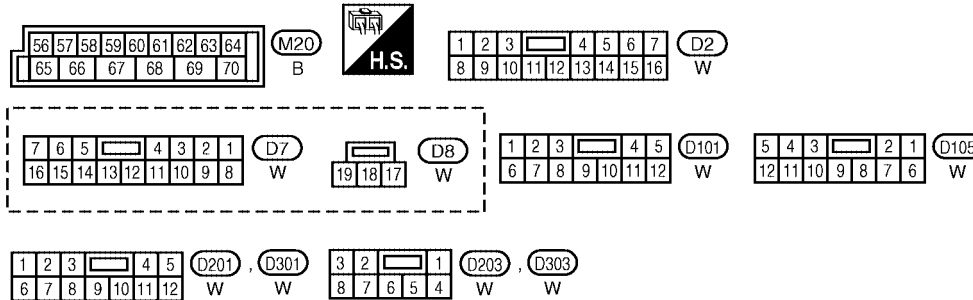 56 57 58 59 60 61 62 63 64
65 66 67 68 69 70
M20
B
H.S.
1 2 3 4 5 6 7
8 9 10 11 12 13 14 15 16
D2
W
7 6 5 4 3 2 1
16 15 14 13 12 11 10 9 8
D7
W
19 18 17
D8
W
1 2 3 4 5
6 7 8 9 10 11 12
D101
W
5 4 3 2 1
12 11 10 9 8 7 6
D105
W
1 2 3 4 5
6 7 8 9 10 11 12
D201 , D301
W W
3 2 1
8 7 6 5 4
D203 , D303
W W